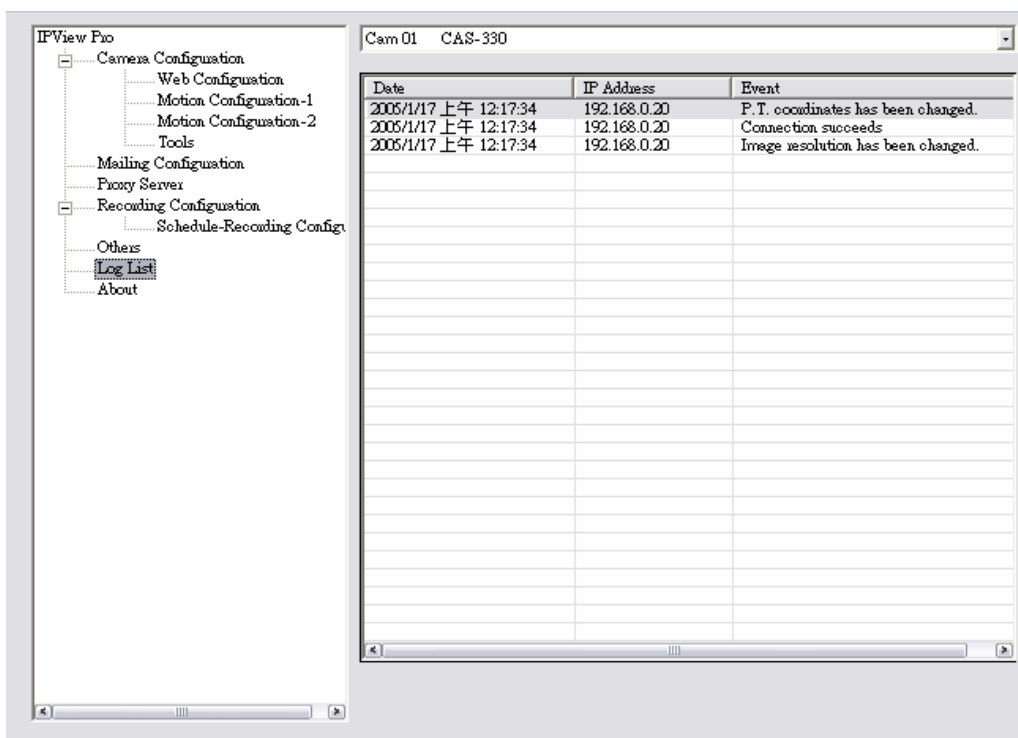 IPView Pro
Camera Configuration
Web Configuration
Motion Configuration-1
Motion Configuration-2
Tools
Mailing Configuration
Proxy Server
Recording Configuration
Schedule-Recording Configu
Others
Log List
About
Cam 01 CAS-330
Date IP Address Event
2005/1/17 上午 12:17:34 192.168.0.20 P.T. coordinates has been changed.
2005/1/17 上午 12:17:34 192.168.0.20 Connection succeeds
2005/1/17 上午 12:17:34 192.168.0.20 Image resolution has been changed.